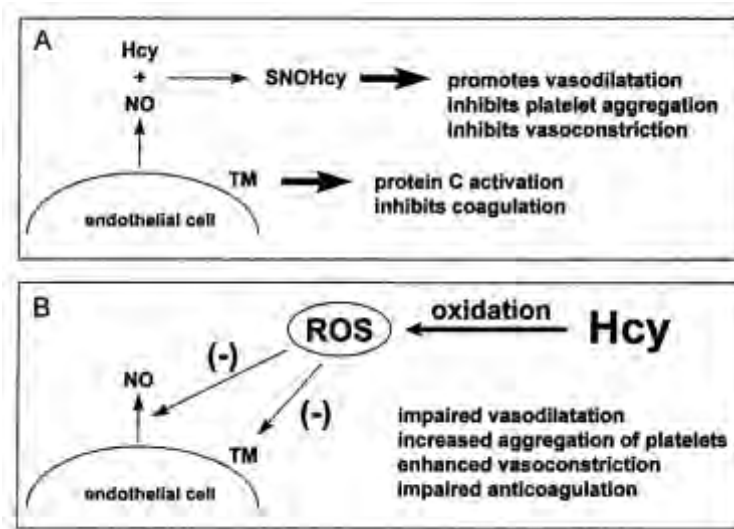 A
Hcy
+
NO
SNOHcy
promotes vasodilatation
inhibits platelet aggregation
inhibits vasoconstriction
TM
protein C activation
inhibits coagulation
endothelial cell
B
ROS
oxidation
Hcy
(-)
(-)
NO
TM
impaired vasodilatation
increased aggregation of platelets
enhanced vasoconstriction
impaired anticoagulation
endothelial cell